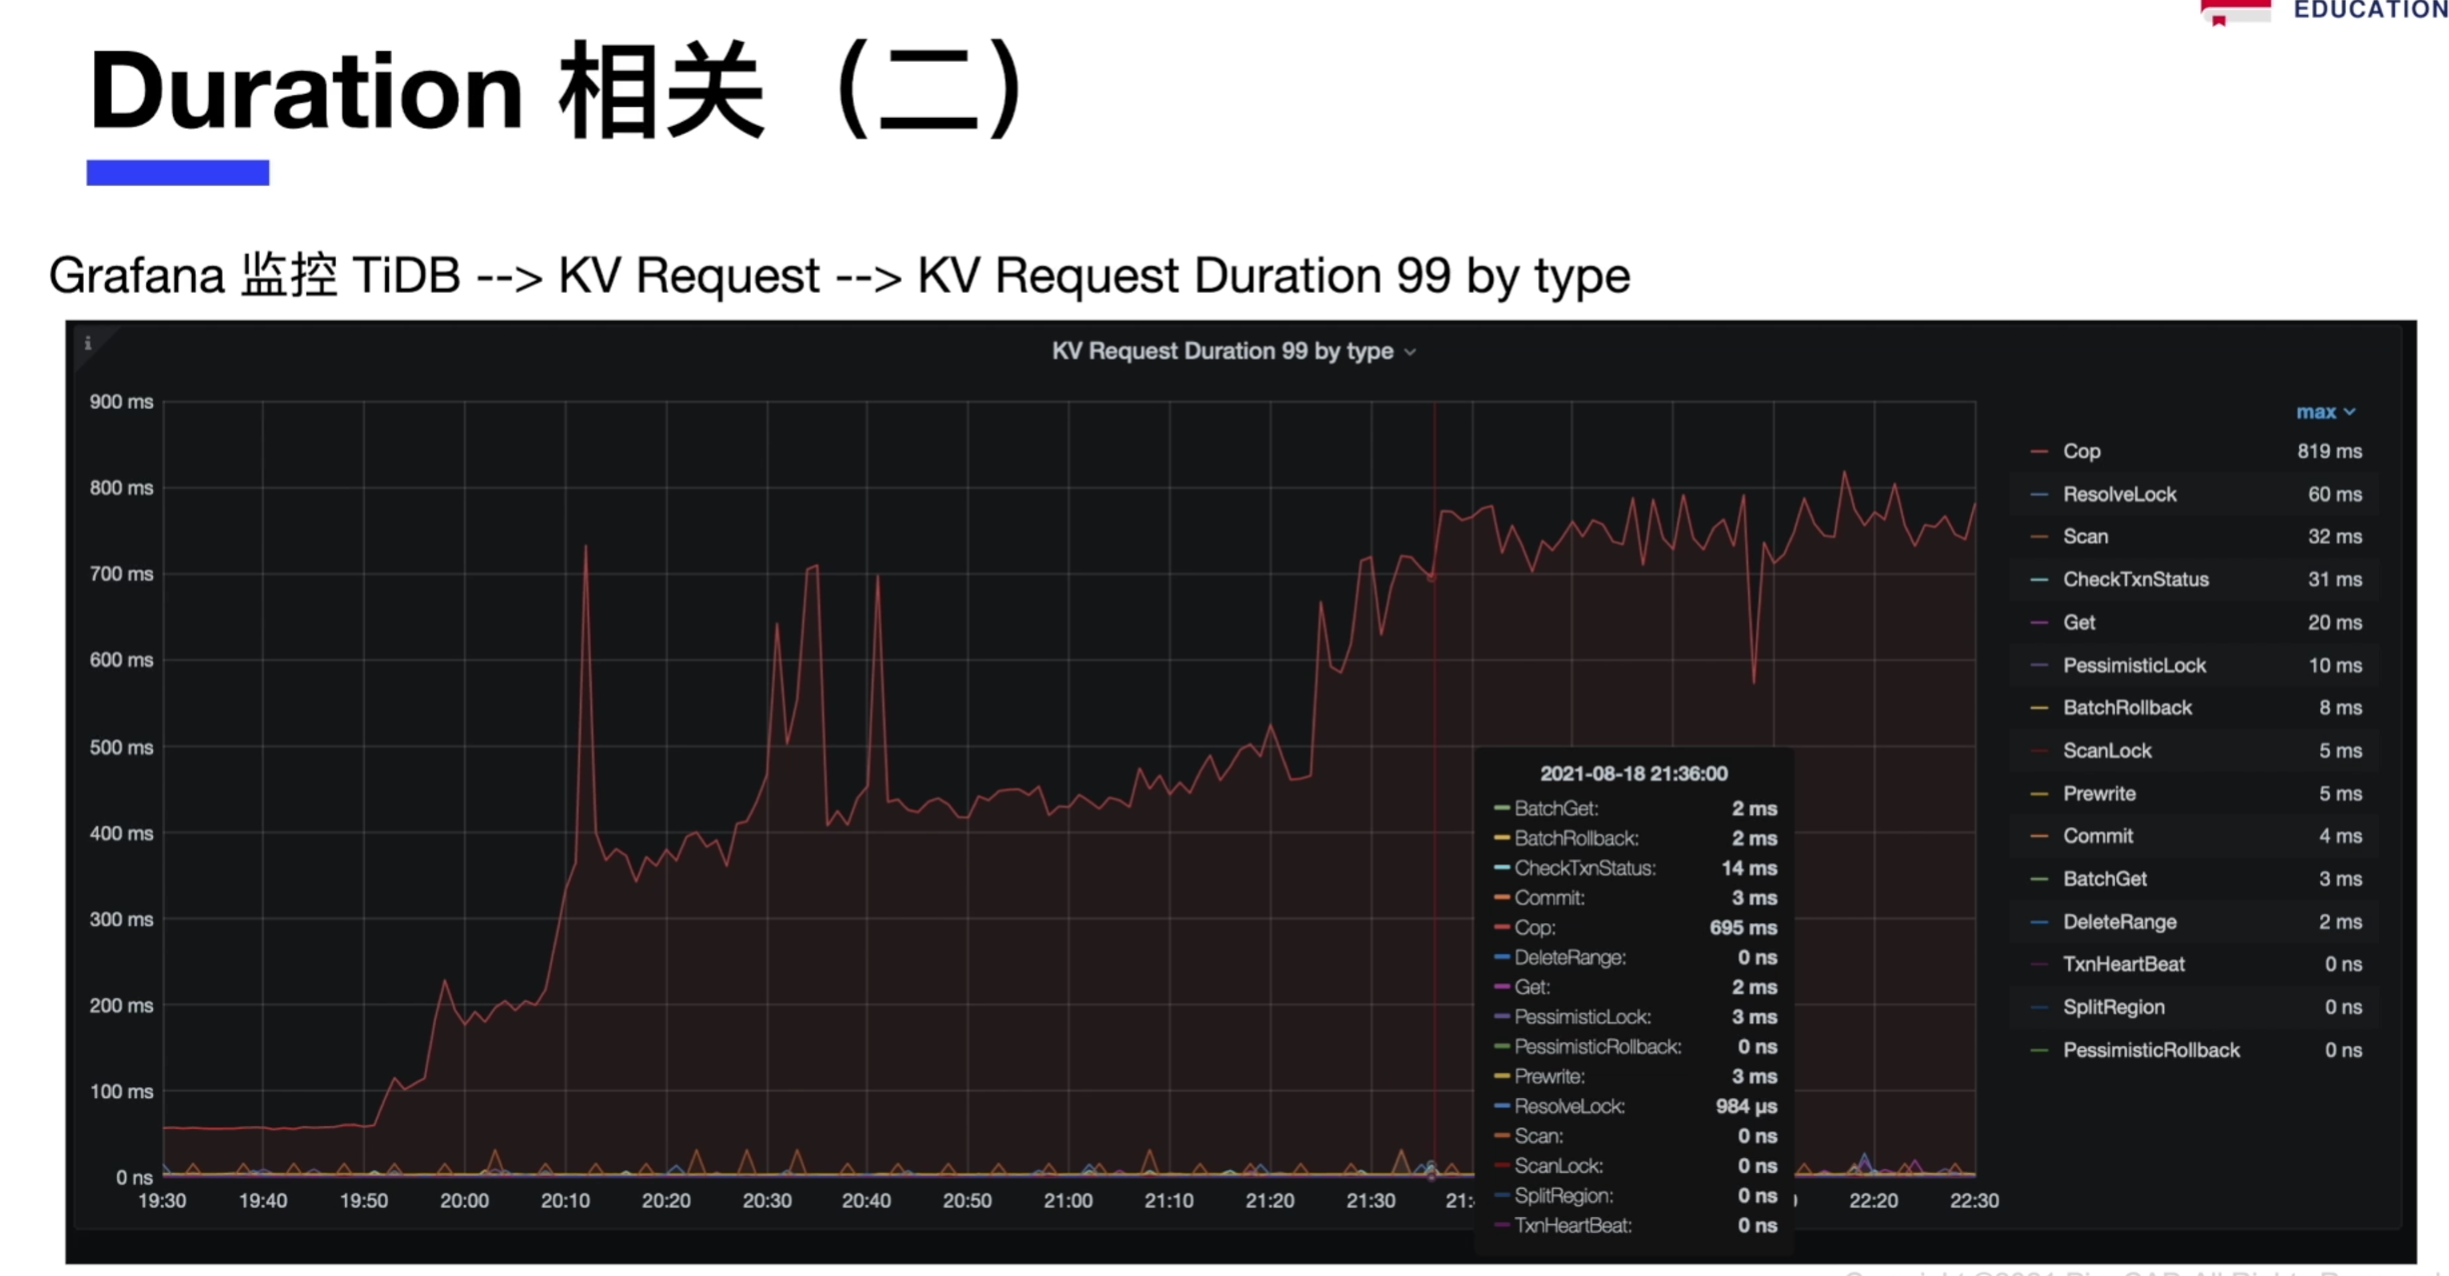 EDUCATION
Duration 相关（二）
Grafana 监控 TiDB --> KV Request --> KV Request Duration 99 by type
i
KV Request Duration 99 by type
900 ms
800 ms
700 ms
600 ms
500 ms
400 ms
300 ms
200 ms
100 ms
0 ns
19:30 19:40 19:50 20:00 20:10 20:20 20:30 20:40 20:50 21:00 21:10 21:20 21:30 22:20 22:30
2021-08-18 21:36:00
BatchGet: 2 ms
BatchRollback: 2 ms
CheckTxnStatus: 14 ms
Commit: 3 ms
Cop: 695 ms
DeleteRange: 0 ns
Get: 2 ms
PessimisticLock: 3 ms
PessimisticRollback: 0 ns
Prewrite: 3 ms
ResolveLock: 984 µs
Scan: 0 ns
ScanLock: 0 ns
SplitRegion: 0 ns
TxnHeartBeat: 0 ns
max
Cop 819 ms
ResolveLock 60 ms
Scan 32 ms
CheckTxnStatus 31 ms
Get 20 ms
PessimisticLock 10 ms
BatchRollback 8 ms
ScanLock 5 ms
Prewrite 5 ms
Commit 4 ms
BatchGet 3 ms
DeleteRange 2 ms
TxnHeartBeat 0 ns
SplitRegion 0 ns
PessimisticRollback 0 ns